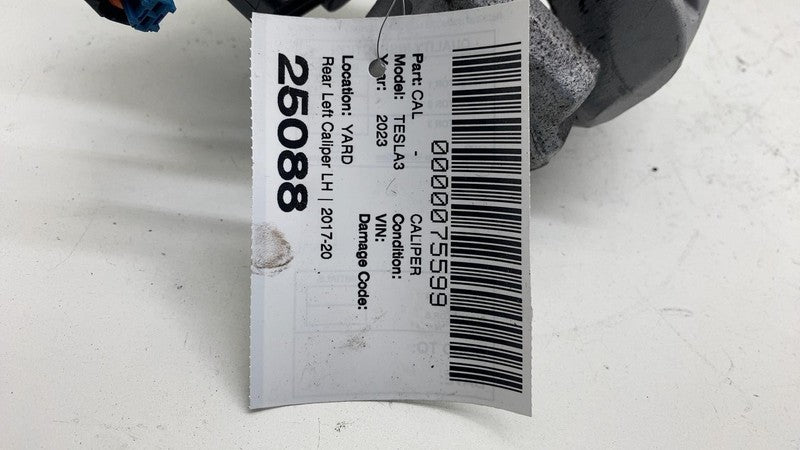 0000075599
Part: CAL - CALIPER
Model: TESLA3 Condition:
Year: 2023 VIN:
Damage Code:
Location: YARD
Rear Left Caliper LH | 2017-20
25088